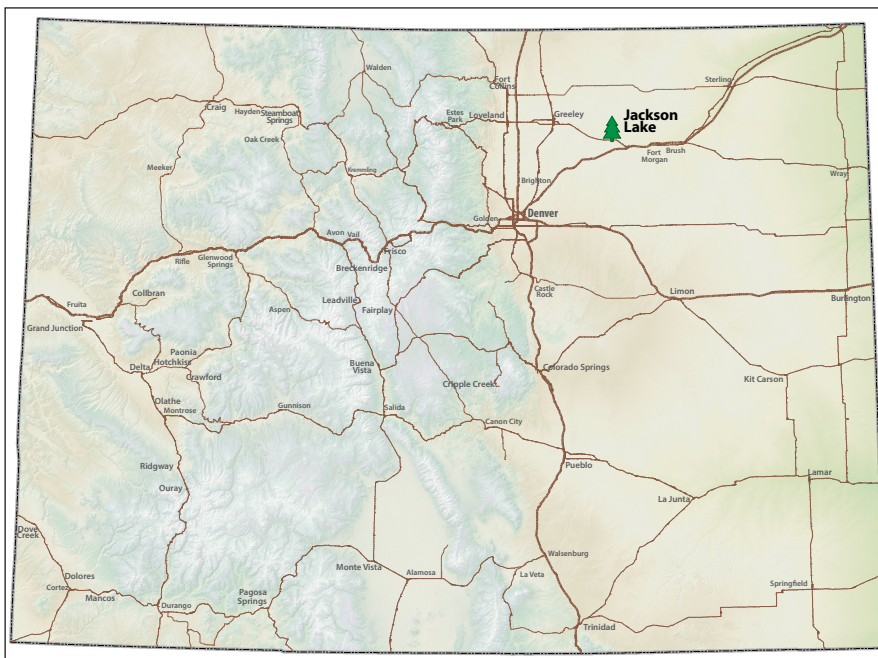 Walden
Fort
Collins
Sterling
Craig
Hayden
Steamboat
Springs
Estes
Park
Loveland
Greeley
Jackson
Lake
Oak Creek
Fort
Morgan
Brush
Meeker
Kremmling
Wray
Brighton
Golden
Denver
Avon
Vail
Rifle
Glenwood
Springs
Frisco
Breckenridge
Castle
Rock
Limon
Burlington
Collbran
Fruita
Leadville
Fairplay
Aspen
Grand Junction
Paonia
Hotchkiss
Delta
Crawford
Buena
Vista
Colorado Springs
Kit Carson
Cripple Creek
Olathe
Montrose
Gunnison
Salida
Canon City
Ridgway
Pueblo
Lamar
Ouray
La Junta
Dove
Creek
Walsenburg
Monte Vista
Alamosa
La Veta
Dolores
Cortez
Mancos
Springfield
Pagosa
Springs
Durango
Trinidad